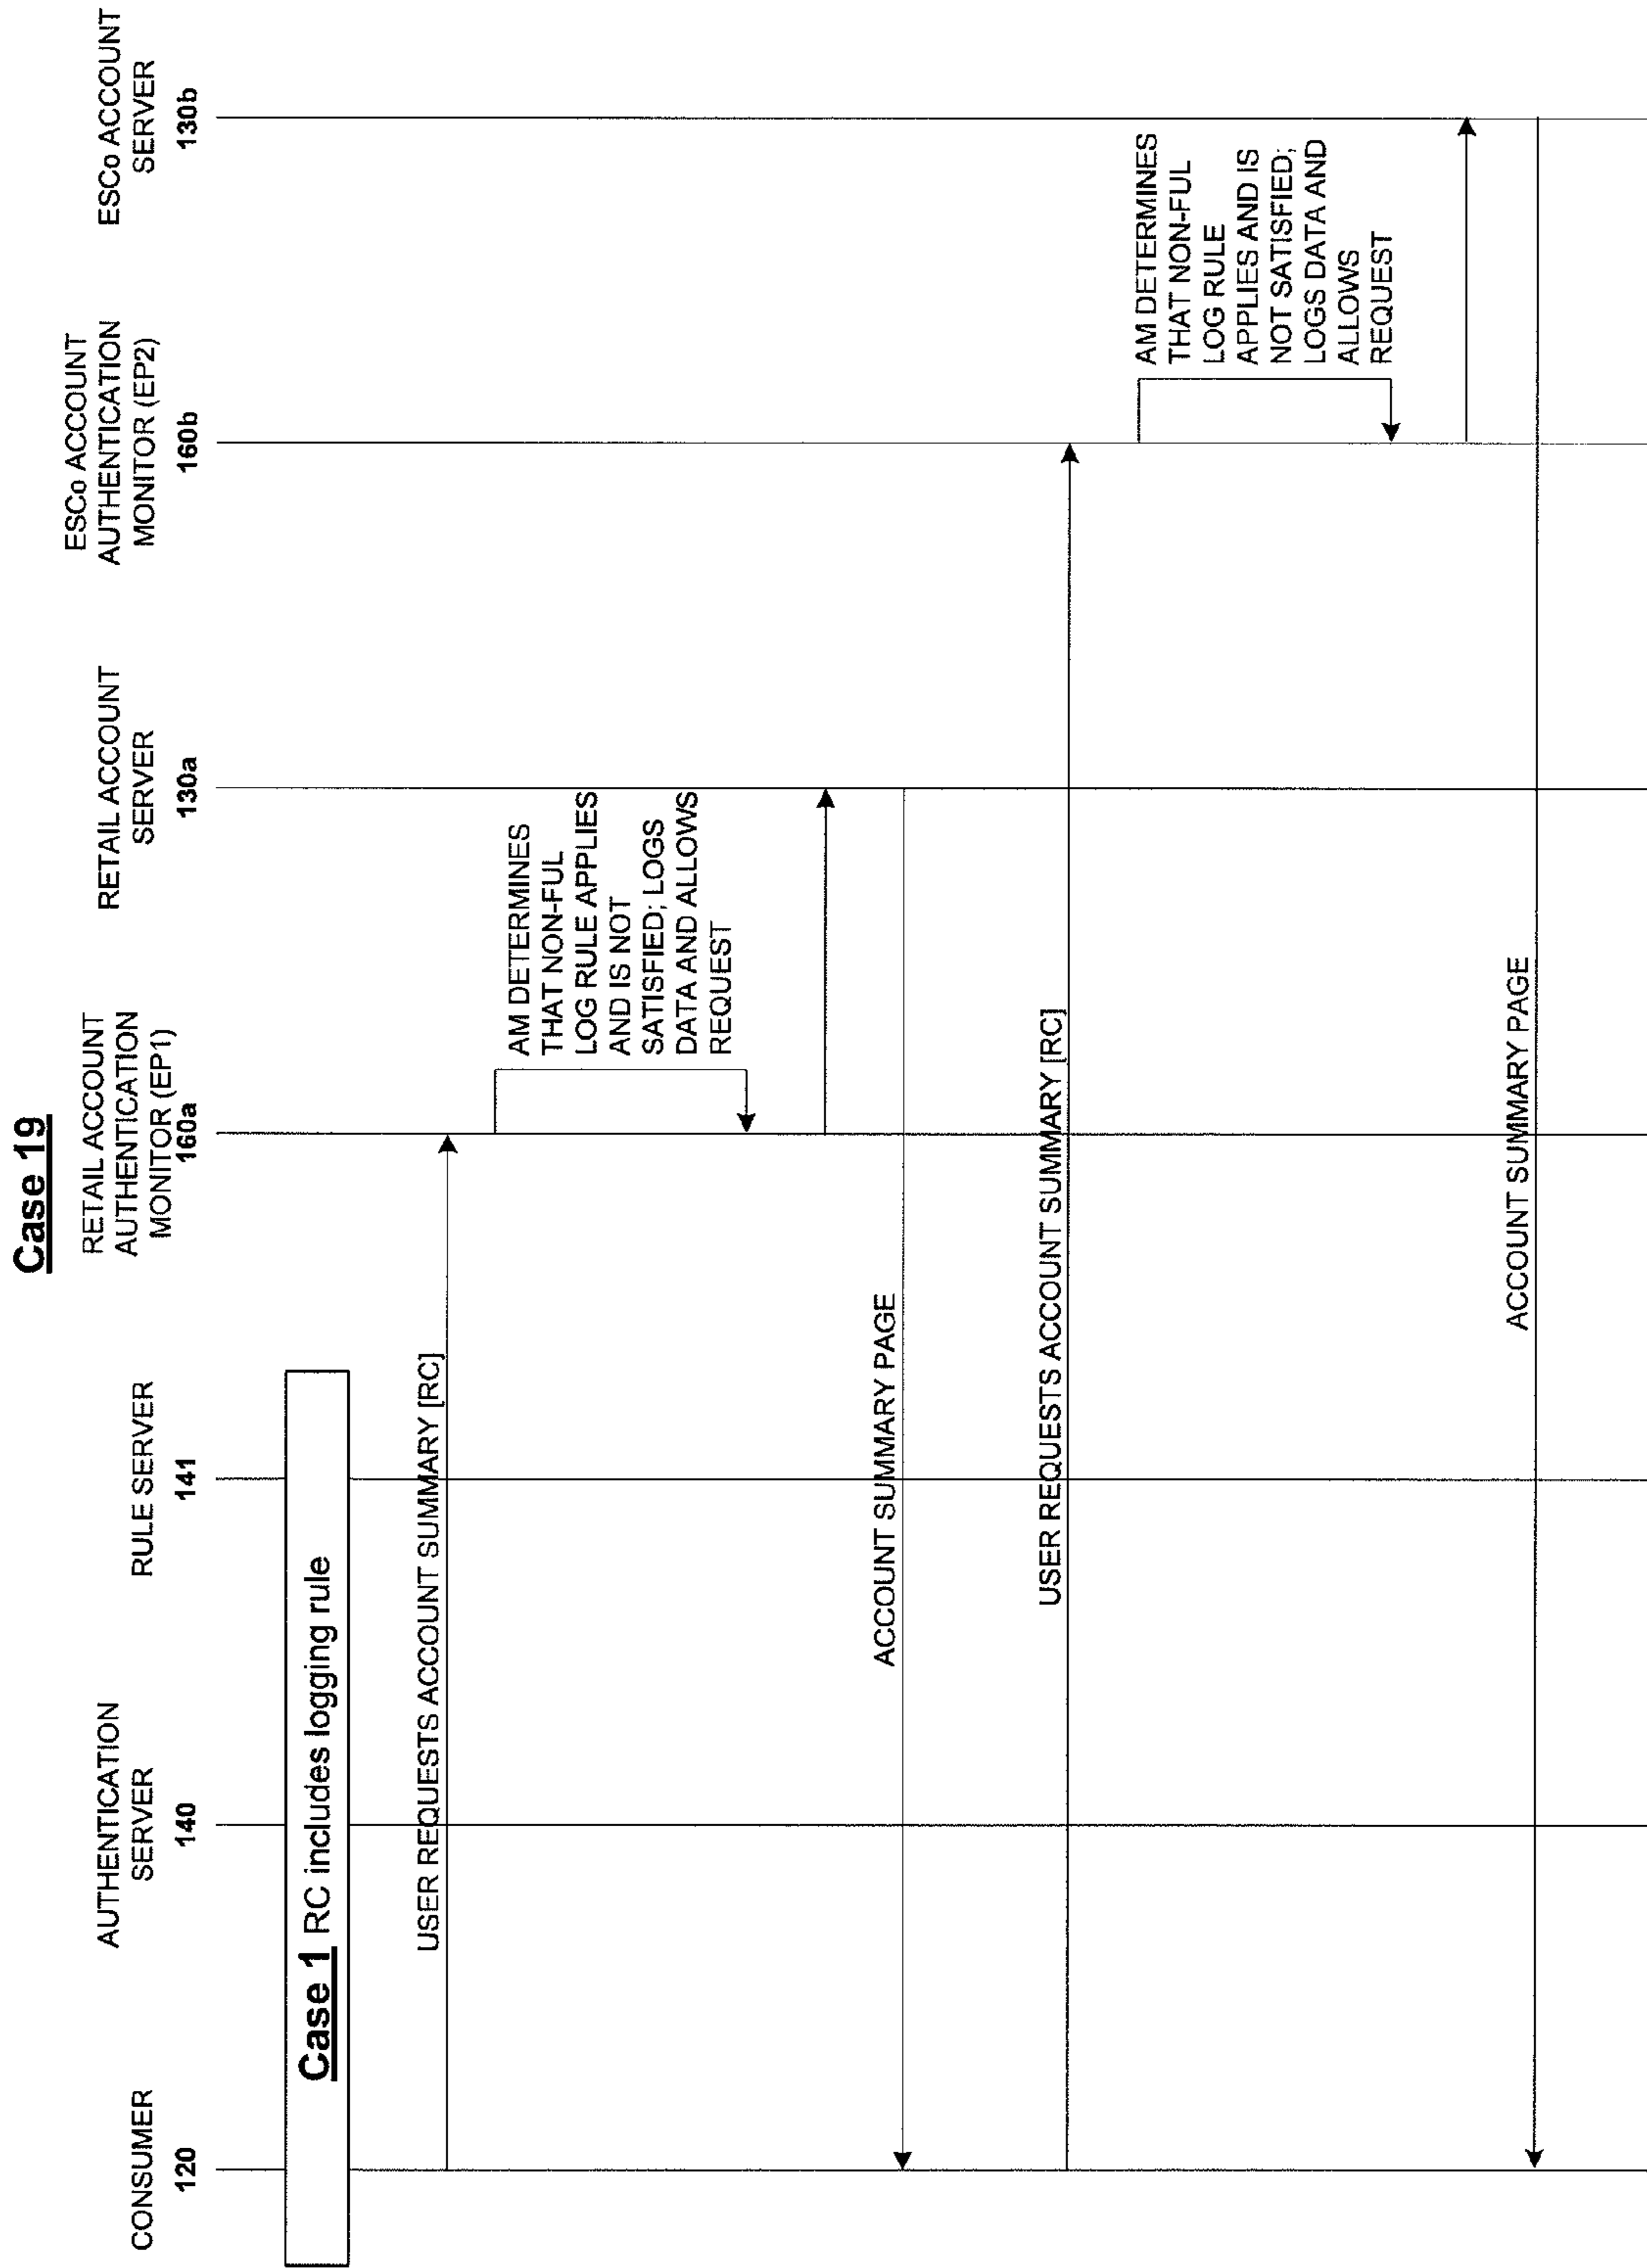 Case 19
CONSUMER
120
AUTHENTICATION
SERVER
140
RULE SERVER
141
RETAIL ACCOUNT
AUTHENTICATION
MONITOR (EP1)
160a
RETAIL ACCOUNT
SERVER
130a
ESCo ACCOUNT
AUTHENTICATION
MONITOR (EP2)
160b
ESCo ACCOUNT
SERVER
130b
Case 1 RC includes logging rule
USER REQUESTS ACCOUNT SUMMARY [RC]
AM DETERMINES
THAT NON-FUL
LOG RULE APPLIES
AND IS NOT
SATISFIED; LOGS
DATA AND ALLOWS
REQUEST
ACCOUNT SUMMARY PAGE
USER REQUESTS ACCOUNT SUMMARY [RC]
AM DETERMINES
THAT NON-FUL
LOG RULE
APPLIES AND IS
NOT SATISFIED;
LOGS DATA AND
ALLOWS
REQUEST
ACCOUNT SUMMARY PAGE